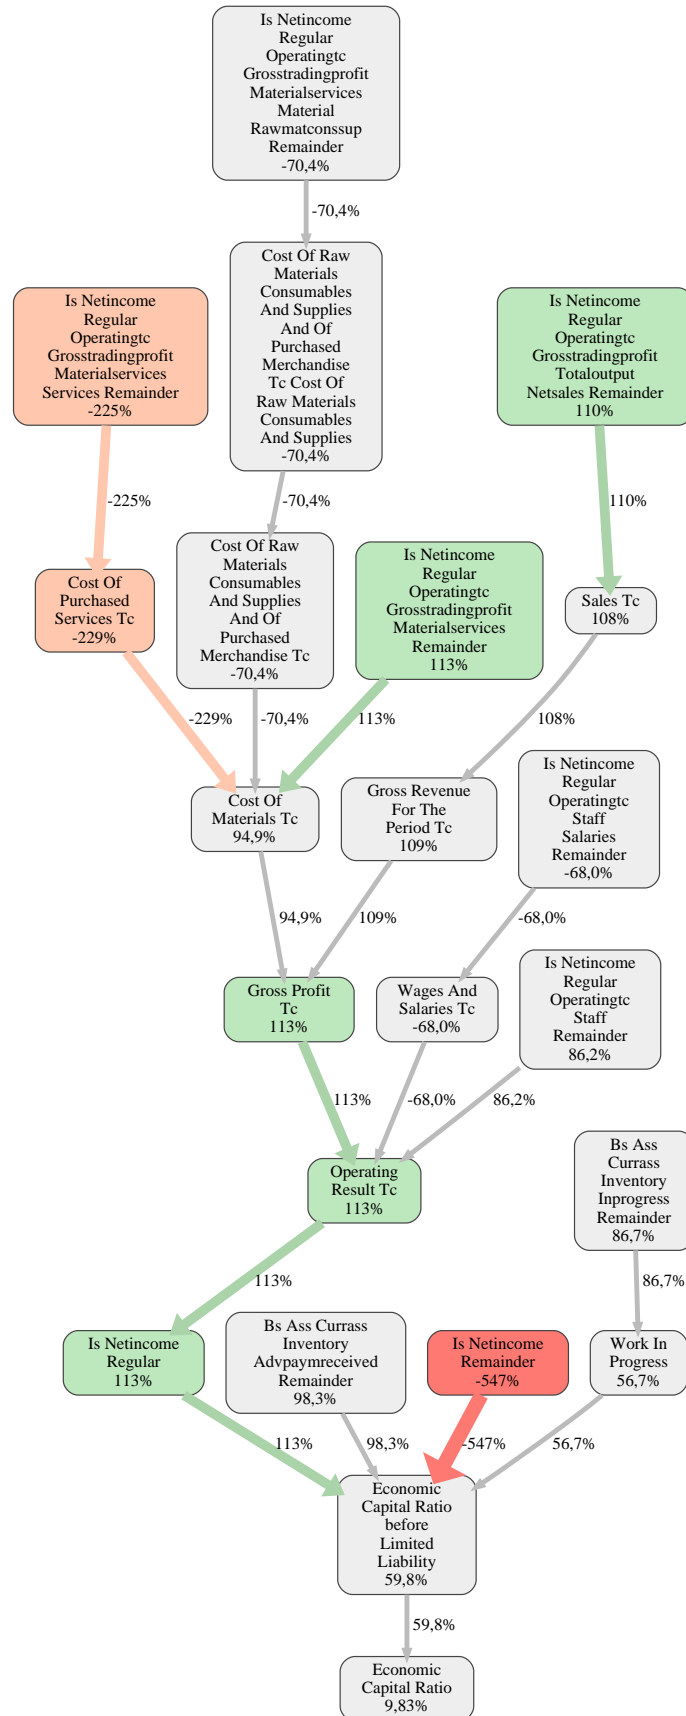 Is Netincome
Regular
Operatingtc
Grosstradingprofit
Materialservices
Material
Rawmatconssup
Remainder
-70,4%
-70,4%
Cost Of Raw
Materials
Consumables
And Supplies
And Of
Purchased
Merchandise
Tc Cost Of
Raw Materials
Consumables
And Supplies
-70,4%
Is Netincome
Regular
Operatingtc
Grosstradingprofit
Materialservices
Services Remainder
-225%
Is Netincome
Regular
Operatingtc
Grosstradingprofit
Totaloutput
Netsales Remainder
110%
-225%
-70,4%
110%
Cost Of
Purchased
Services Tc
-229%
Cost Of Raw
Materials
Consumables
And Supplies
And Of
Purchased
Merchandise Tc
-70,4%
Is Netincome
Regular
Operatingtc
Grosstradingprofit
Materialservices
Remainder
113%
Sales Tc
108%
-229%
-70,4%
113%
108%
Cost Of
Materials Tc
94,9%
Gross Revenue
For The
Period Tc
109%
Is Netincome
Regular
Operatingtc
Staff
Salaries
Remainder
-68,0%
94,9%
109%
-68,0%
Gross Profit
Tc
113%
Wages And
Salaries Tc
-68,0%
Is Netincome
Regular
Operatingtc
Staff
Remainder
86,2%
113%
-68,0%
86,2%
Operating
Result Tc
113%
Bs Ass
Currass
Inventory
Inprogress
Remainder
86,7%
113%
86,7%
Is Netincome
Regular
113%
Bs Ass Currass
Inventory
Advpaymreceived
Remainder
98,3%
Is Netincome
Remainder
-547%
Work In
Progress
56,7%
113%
98,3%
-547%
56,7%
Economic
Capital Ratio
before
Limited
Liability
59,8%
59,8%
Economic
Capital Ratio
9,83%